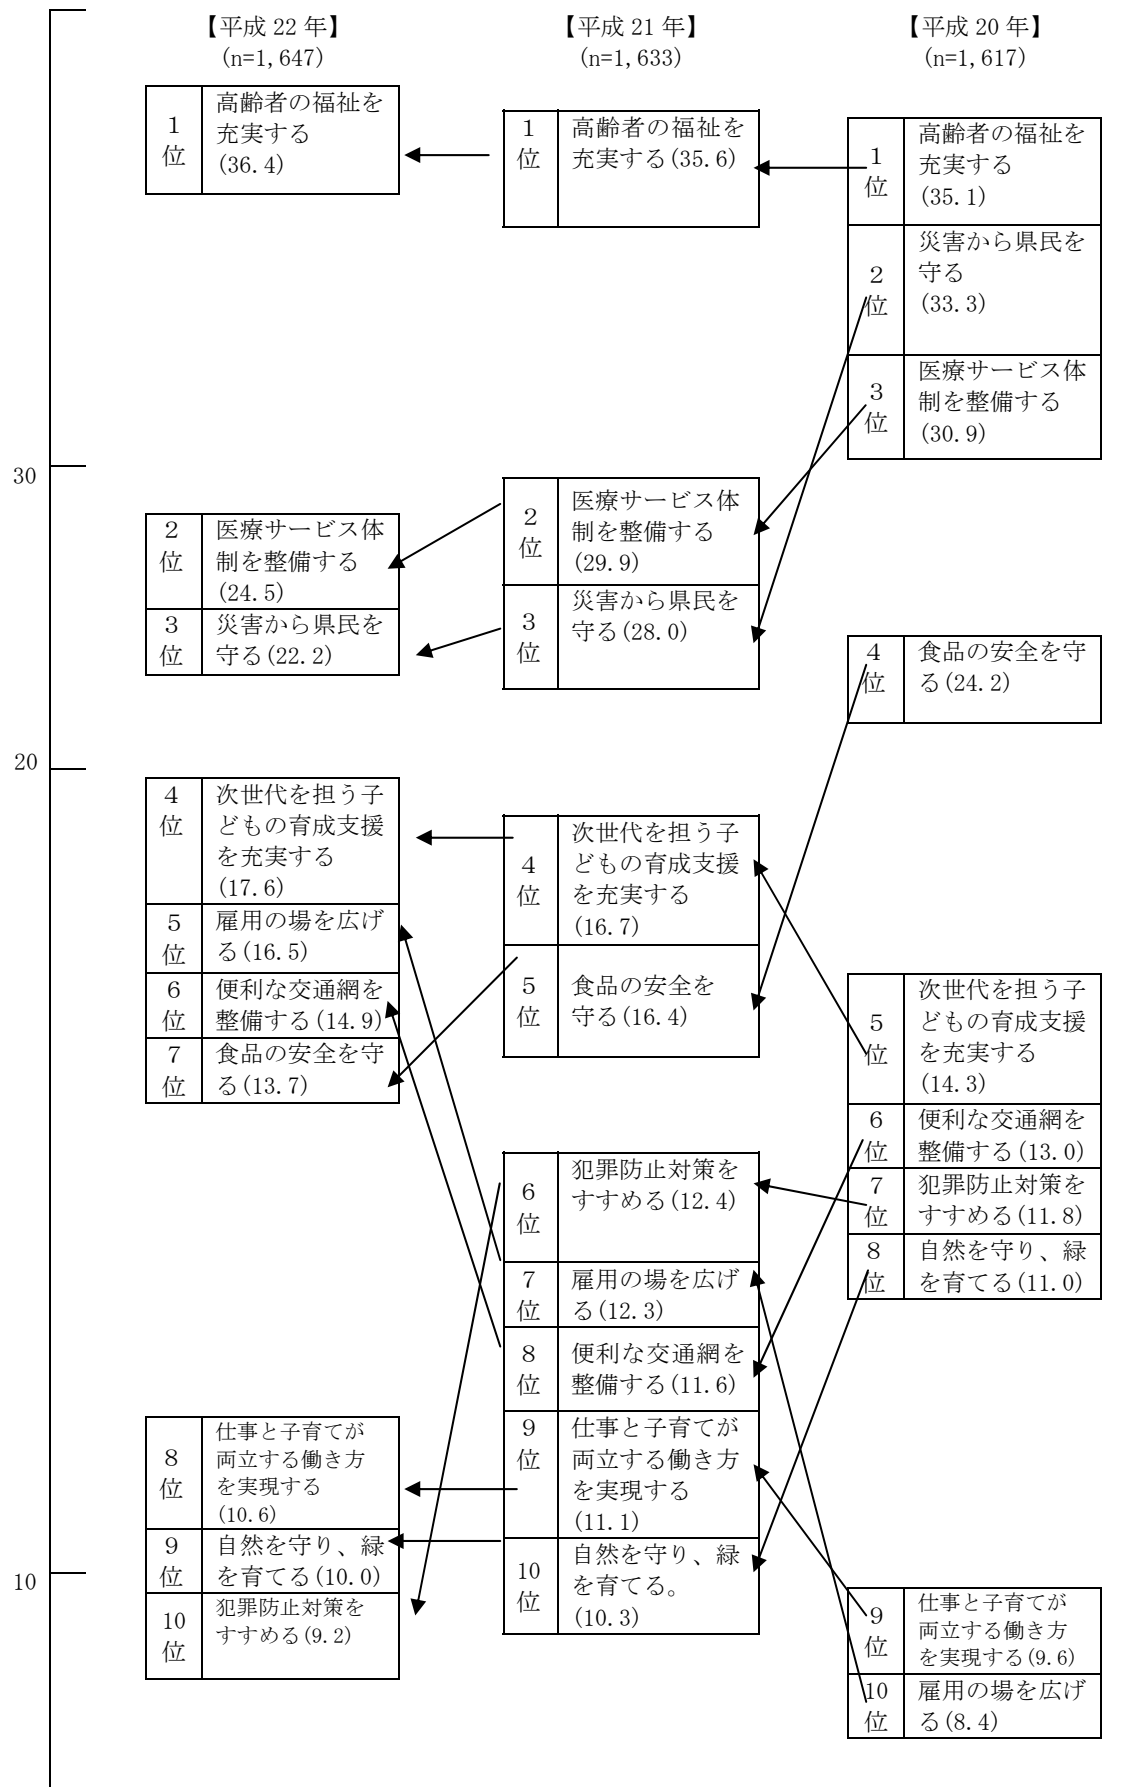 【平成 22 年】
(n=1,647)
1
位
高齢者の福祉を
充実する
(36.4)
2
位
医療サービス体
制を整備する
(24.5)
3
位
災害から県民を
守る(22.2)
4
位
次世代を担う子
どもの育成支援
を充実する
(17.6)
5
位
雇用の場を広げ
る(16.5)
6
位
便利な交通網を
整備する(14.9)
7
位
食品の安全を守
る(13.7)
8
位
仕事と子育てが
両立する働き方
を実現する
(10.6)
9
位
自然を守り、緑
を育てる(10.0)
10
位
犯罪防止対策を
すすめる(9.2)
【平成 21 年】
(n=1,633)
1
位
高齢者の福祉を
充実する(35.6)
2
位
医療サービス体
制を整備する
(29.9)
3
位
災害から県民を
守る(28.0)
4
位
次世代を担う子
どもの育成支援
を充実する
(16.7)
5
位
食品の安全を
守る(16.4)
6
位
犯罪防止対策を
すすめる(12.4)
7
位
雇用の場を広げ
る(12.3)
8
位
便利な交通網を
整備する(11.6)
9
位
仕事と子育てが
両立する働き方
を実現する
(11.1)
10
位
自然を守り、緑
を育てる。
(10.3)
【平成 20 年】
(n=1,617)
1
位
高齢者の福祉を
充実する
(35.1)
2
位
災害から県民を
守る
(33.3)
3
位
医療サービス体
制を整備する
(30.9)
4
位
食品の安全を守
る(24.2)
5
位
次世代を担う子
どもの育成支援
を充実する
(14.3)
6
位
便利な交通網を
整備する(13.0)
7
位
犯罪防止対策を
すすめる(11.8)
8
位
自然を守り、緑
を育てる(11.0)
9
位
仕事と子育てが
両立する働き方
を実現する(9.6)
10
位
雇用の場を広げ
る(8.4)
30
20
10